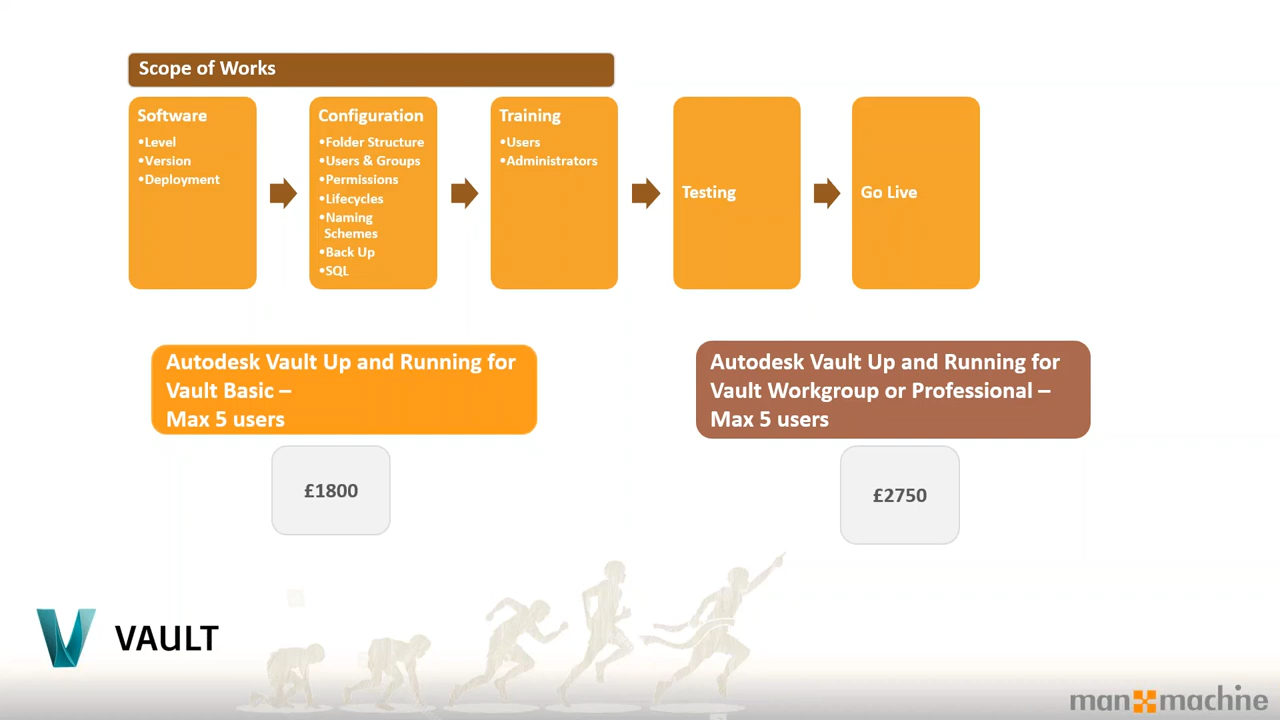 Scope of Works
Software
•Level
•Version
•Deployment
Configuration
•Folder Structure
•Users & Groups
•Permissions
•Lifecycles
•Naming
Schemes
•Back Up
•SQL
Training
•Users
•Administrators
Testing
Go Live
Autodesk Vault Up and Running for
Vault Basic –
Max 5 users
£1800
Autodesk Vault Up and Running for
Vault Workgroup or Professional –
Max 5 users
£2750
VAULT
man machine